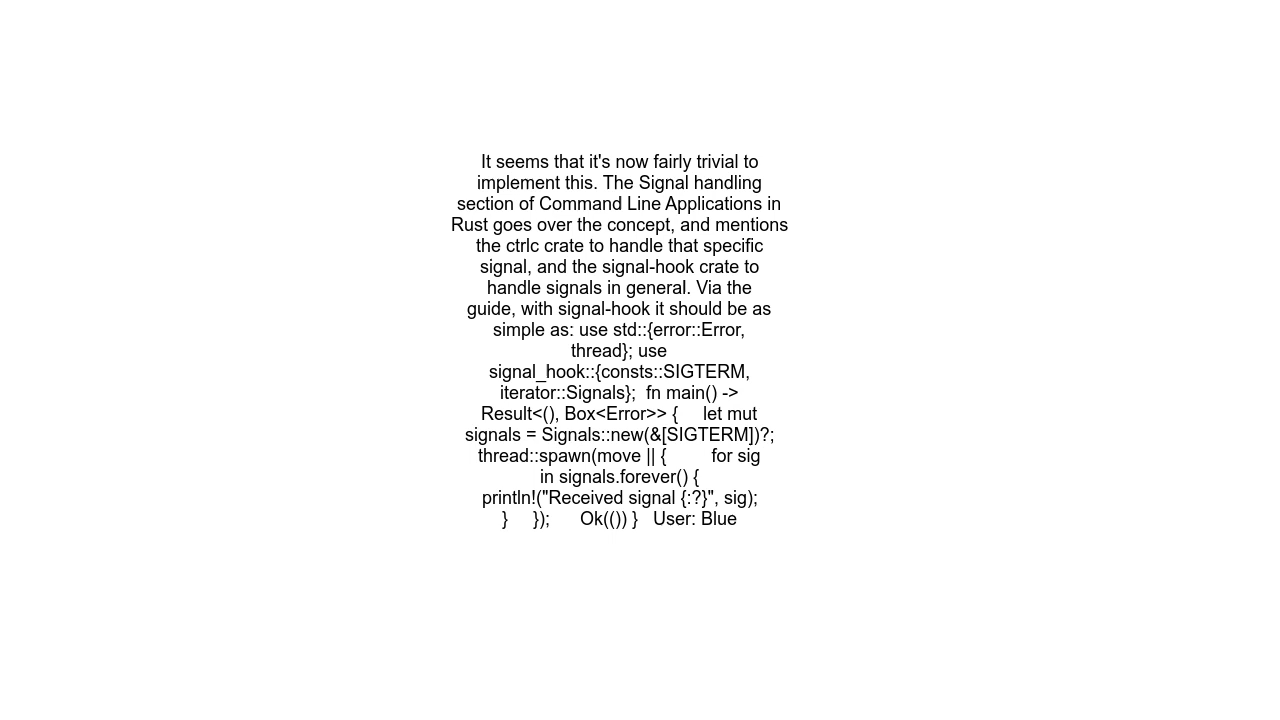 It seems that it's now fairly trivial to
implement this. The Signal handling
section of Command Line Applications in
Rust goes over the concept, and mentions
the ctrlc crate to handle that specific
signal, and the signal-hook crate to
handle signals in general. Via the
guide, with signal-hook it should be as
simple as: use std::{error::Error,
thread}; use
signal_hook::{consts::SIGTERM,
iterator::Signals};  fn main() ->
Result<(), Box<Error>> {     let mut
signals = Signals::new(&[SIGTERM])?;
thread::spawn(move || {         for sig
in signals.forever() {
println!("Received signal {:?}", sig);
}     });      Ok(()) }   User: Blue